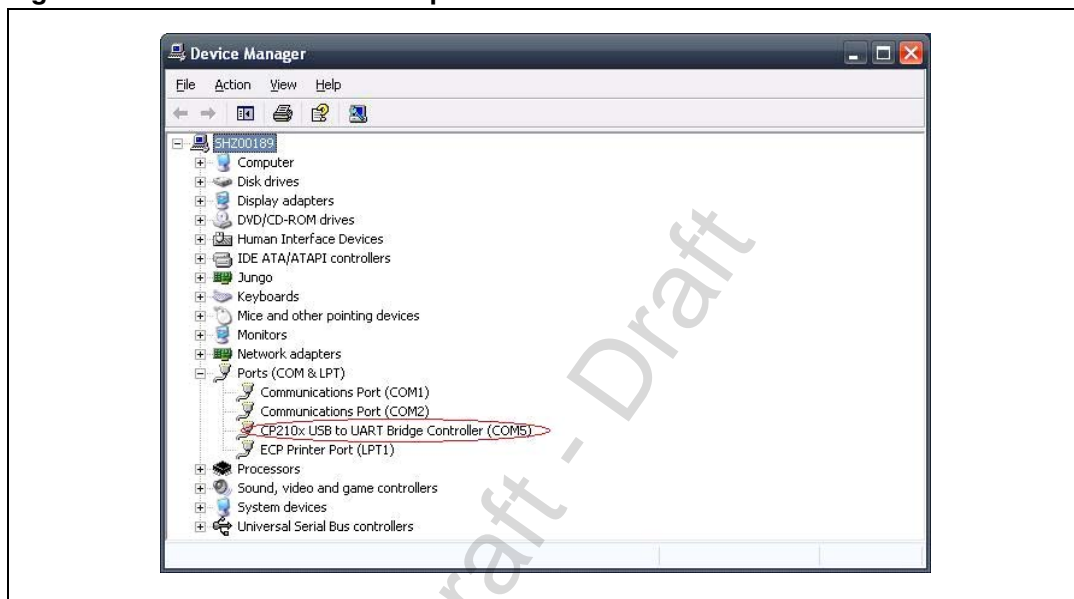 Device Manager
File Action View Help
SHZ00189
Computer
Disk drives
Display adapters
DVD/CD-ROM drives
Human Interface Devices
IDE ATA/ATAPI controllers
Jungo
Keyboards
Mice and other pointing devices
Monitors
Network adapters
Ports (COM & LPT)
Communications Port (COM1)
Communications Port (COM2)
CP210x USB to UART Bridge Controller (COM5)
ECP Printer Port (LPT1)
Processors
Sound, video and game controllers
System devices
Universal Serial Bus controllers
raft - Draft